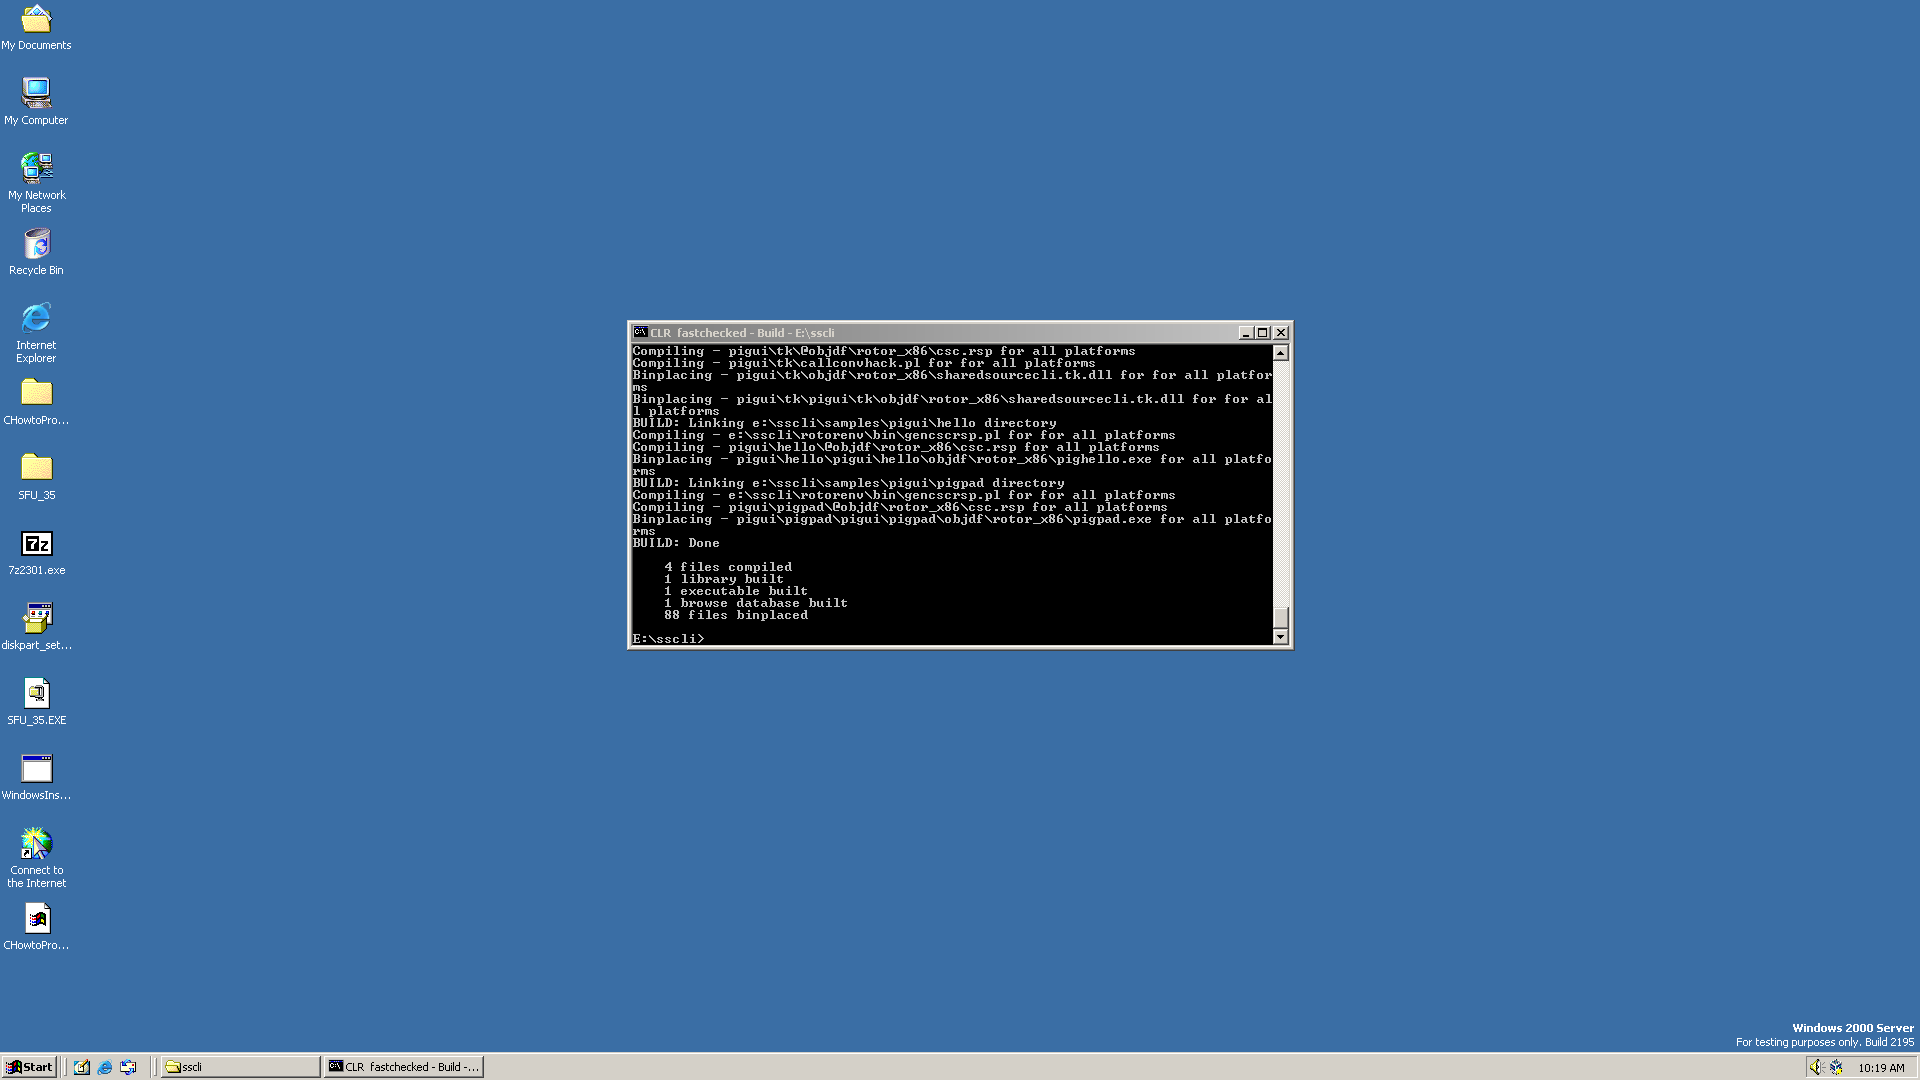 My Documents
My Computer
My Network
Places
Recycle Bin
Internet
Explorer
CHowtoPro...
SFU_35
7z2301.exe
diskpart_set...
SFU_35.EXE
WindowsIns...
Connect to
the Internet
CHowtoPro...
CLR  fastchecked - Build - E:\sscli
Compiling - pigui\tk\@objdf\rotor_x86\csc.rsp for all platforms
Compiling - pigui\tk\callconvhack.pl for for all platforms
Binplacing - pigui\tk\objdf\rotor_x86\sharedsourcecli.tk.dll for for all platfor
ms
Binplacing - pigui\tk\pigui\tk\objdf\rotor_x86\sharedsourcecli.tk.dll for for al
l platforms
BUILD: Linking e:\sscli\samples\pigui\hello directory
Compiling - e:\sscli\rotorenv\bin\gencscrsp.pl for for all platforms
Compiling - pigui\hello\@objdf\rotor_x86\csc.rsp for all platforms
Binplacing - pigui\hello\pigui\hello\objdf\rotor_x86\pighello.exe for all platfo
rms
BUILD: Linking e:\sscli\samples\pigui\pigpad directory
Compiling - e:\sscli\rotorenv\bin\gencscrsp.pl for for all platforms
Compiling - pigui\pigpad\@objdf\rotor_x86\csc.rsp for all platforms
Binplacing - pigui\pigpad\pigui\pigpad\objdf\rotor_x86\pigpad.exe for all platfo
rms
BUILD: Done
4 files compiled
1 library built
1 executable built
1 browse database built
88 files binplaced
E:\sscli>
Windows 2000 Server
For testing purposes only. Build 2195
Start
sscli
CLR  fastchecked - Build -...
10:19 AM